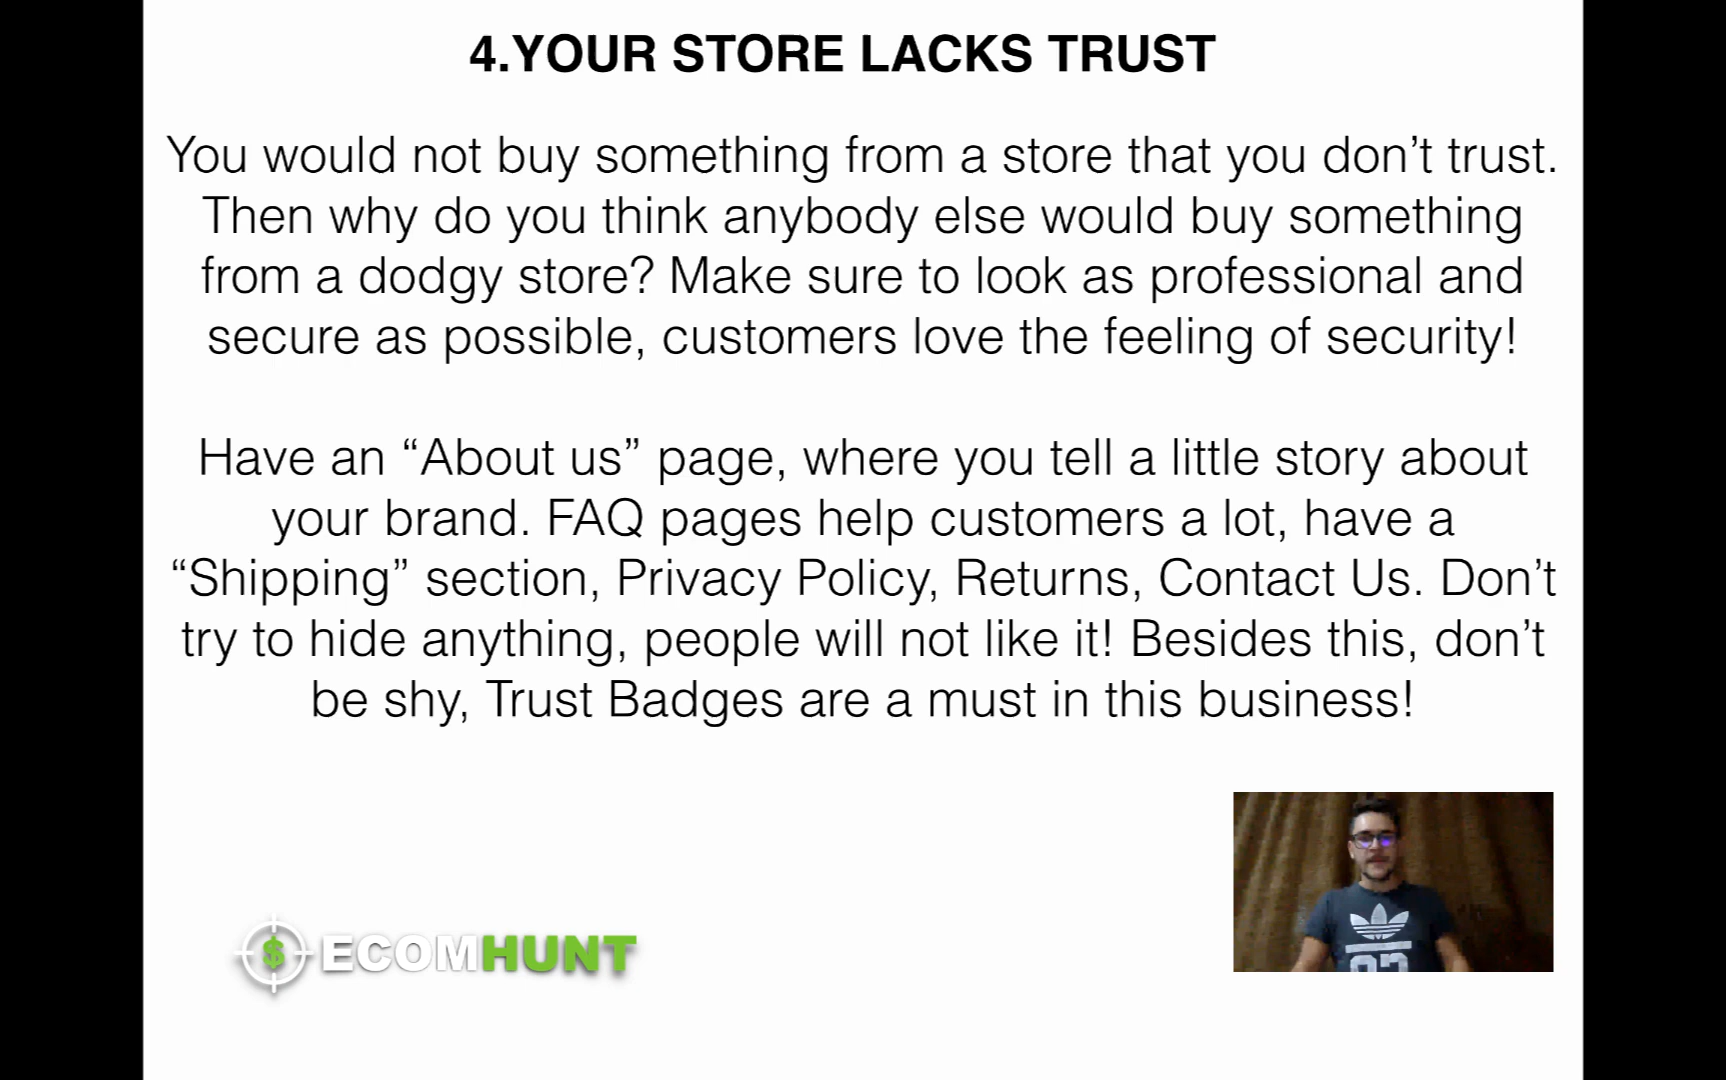 4.YOUR STORE LACKS TRUST
You would not buy something from a store that you don’t trust.
Then why do you think anybody else would buy something
from a dodgy store? Make sure to look as professional and
secure as possible, customers love the feeling of security!
Have an “About us” page, where you tell a little story about
your brand. FAQ pages help customers a lot, have a
“Shipping” section, Privacy Policy, Returns, Contact Us. Don’t
try to hide anything, people will not like it! Besides this, don’t
be shy, Trust Badges are a must in this business!
$ ECOMHUNT